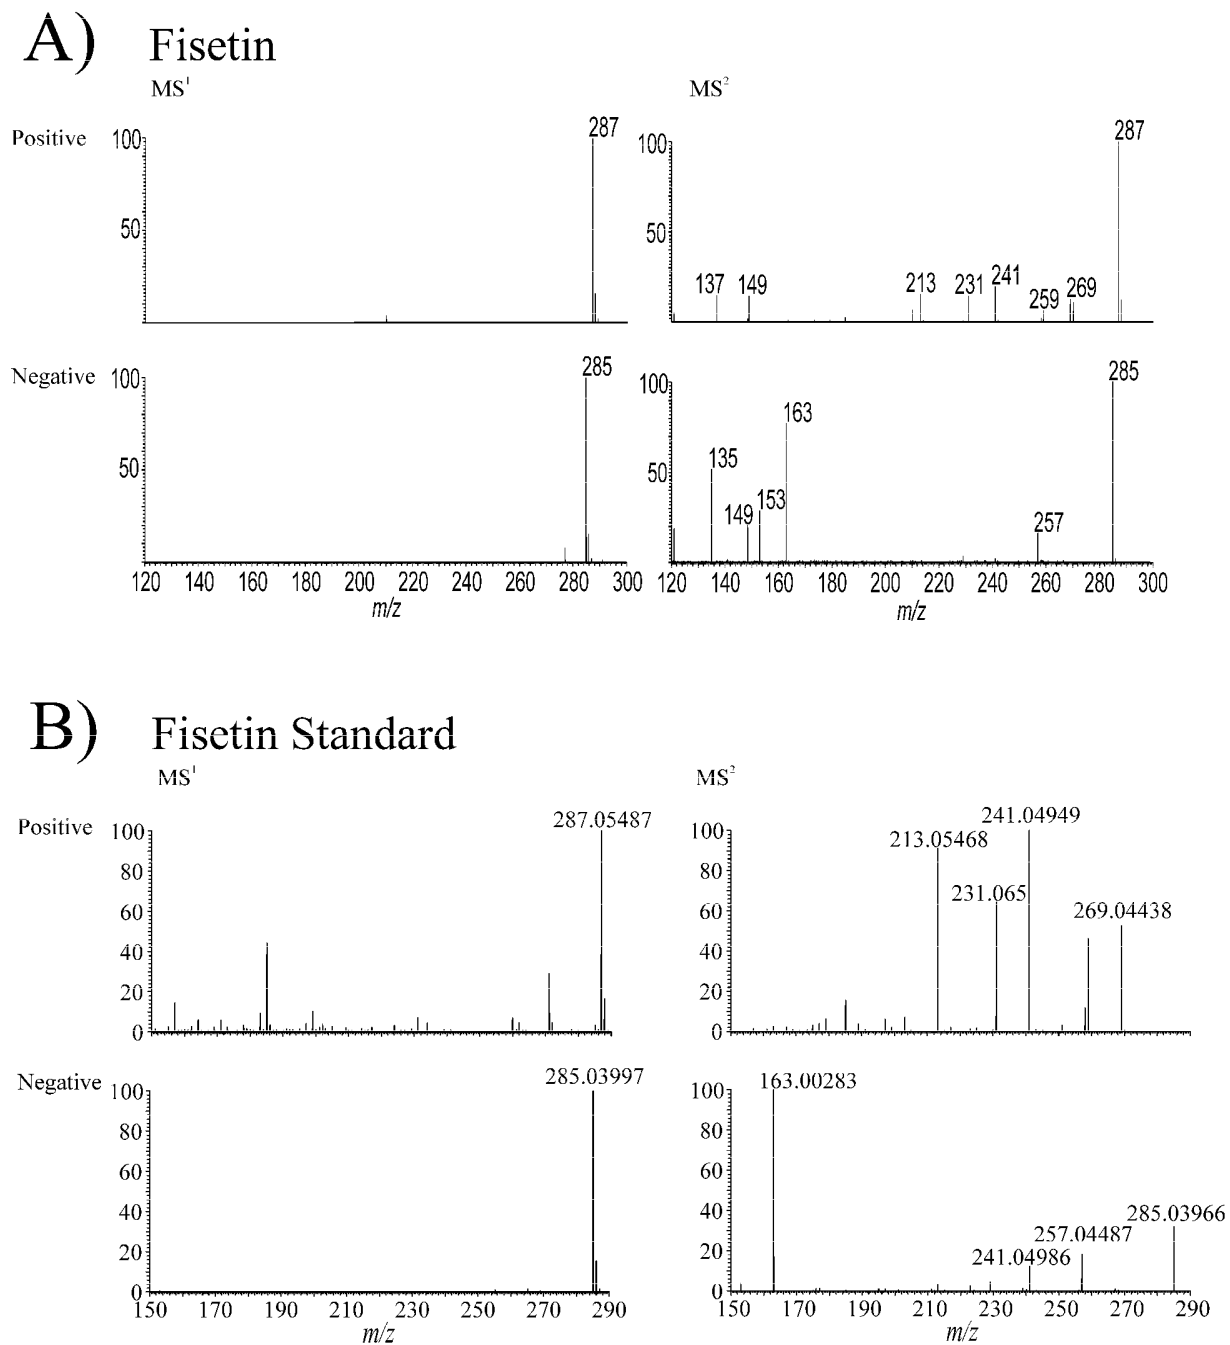 A) Fisetin
MS¹ MS²
Positive 100 287 100 287
50 50
137 149 213 231 241 259 269
Negative 100 285 100 285
163
50 135 50
149 153 257
120 140 160 180 200 220 240 260 280 300 120 140 160 180 200 220 240 260 280 300
m/z m/z
B) Fisetin Standard
MS¹ MS²
Positive 100 287.05487 100 241.04949
213.05468
80 80
231.065
60 60 269.04438
40 40
20 20
0 0
Negative 100 285.03997 100 163.00283
80 80
60 60
40 40 285.03966
257.04487
20 20 241.04986
0 0
150 170 190 210 230 250 270 290 150 170 190 210 230 250 270 290
m/z m/z